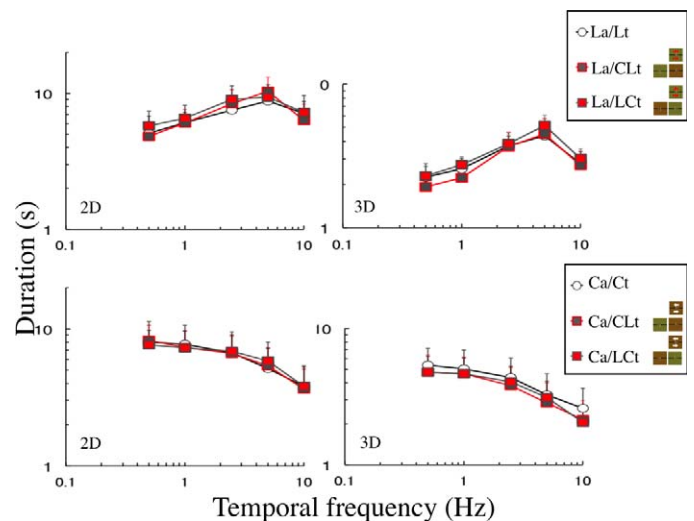 La/Lt
La/CLt
La/LCt
10
1
2D
0.1
1
10
0
1
3D
0.1
1
10
Duration (s)
Ca/Ct
Ca/CLt
Ca/LCt
10
1
2D
0.1
1
10
10
1
3D
0.1
1
10
Temporal frequency (Hz)